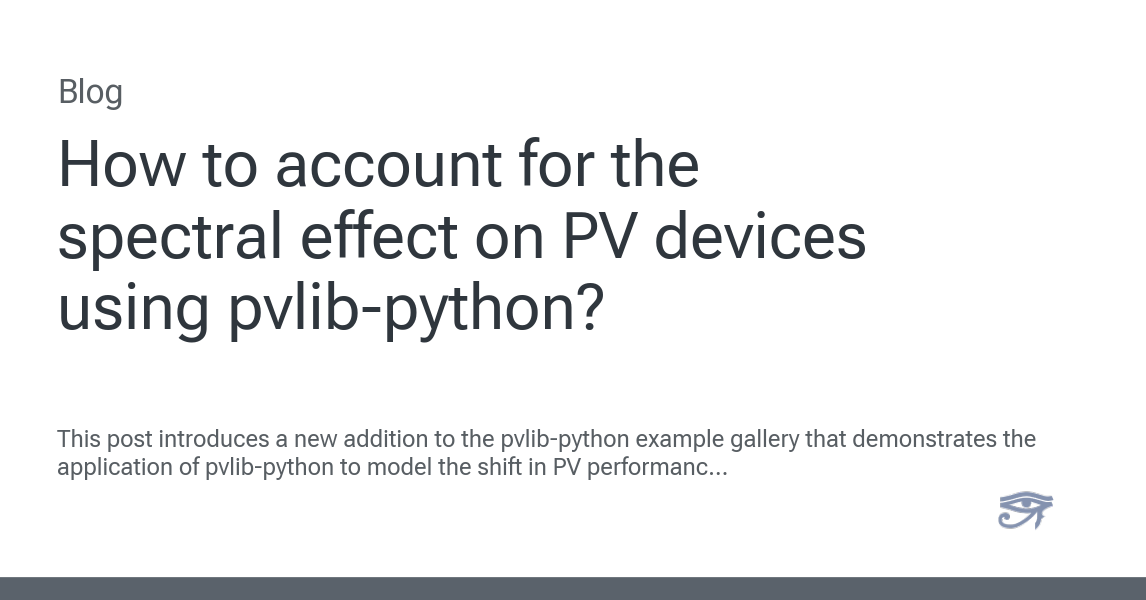 Blog
How to account for the
spectral effect on PV devices
using pvlib-python?
This post introduces a new addition to the pvlib-python example gallery that demonstrates the
application of pvlib-python to model the shift in PV performanc...